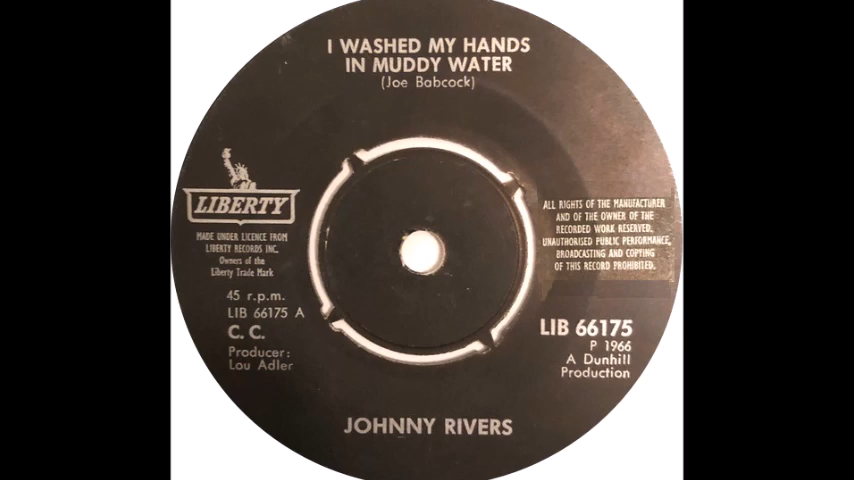 I WASHED MY HANDS
IN MUDDY WATER
(Joe Babcock)
LIBERTY
MADE UNDER LICENCE FROM
LIBERTY RECORDS INC.
Owners of the
Liberty Trade Mark
45 r.p.m.
LIB 66175 A
C. C.
Producer:
Lou Adler
ALL RIGHTS OF THE MANUFACTURER
AND OF THE OWNER OF THE
RECORDED WORK RESERVED.
UNAUTHORISED PUBLIC PERFORMANCE,
BROADCASTING AND COPYING
OF THIS RECORD PROHIBITED.
LIB 66175
P 1966
A Dunhill
Production
JOHNNY RIVERS